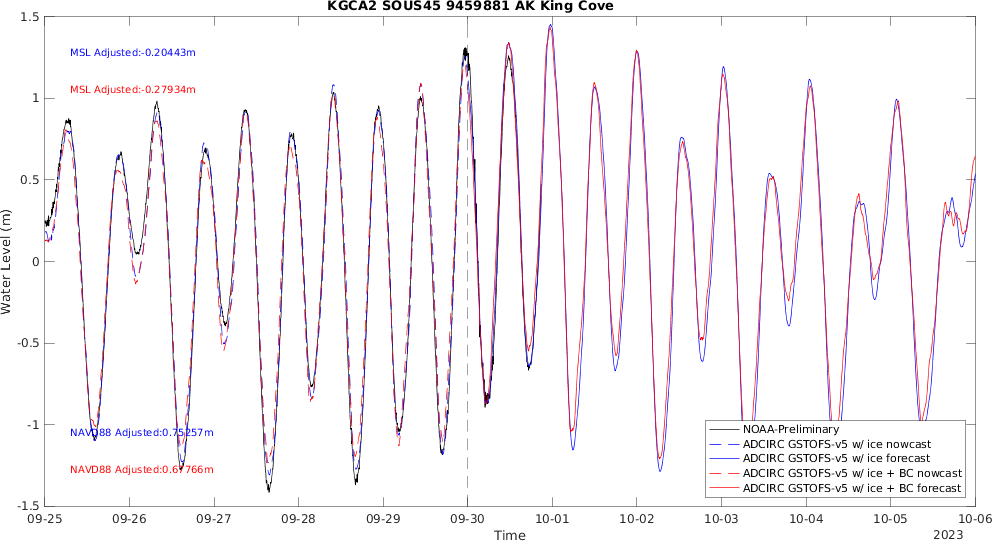 KGCA2 SOUS45 9459881 AK King Cove
1.5
MSL Adjusted:-0.20443m
1
MSL Adjusted:-0.27934m
0.5
Water Level (m)
0
-0.5
-1
NAVD88 Adjusted:0.75257m
NOAA-Preliminary
ADCIRC GSTOFS-v5 w/ ice nowcast
ADCIRC GSTOFS-v5 w/ ice forecast
NAVD88 Adjusted:0.67766m
ADCIRC GSTOFS-v5 w/ ice + BC nowcast
ADCIRC GSTOFS-v5 w/ ice + BC forecast
-1.5
09-25 09-26 09-27 09-28 09-29 09-30 10-01 10-02 10-03 10-04 10-05 10-06
Time
2023